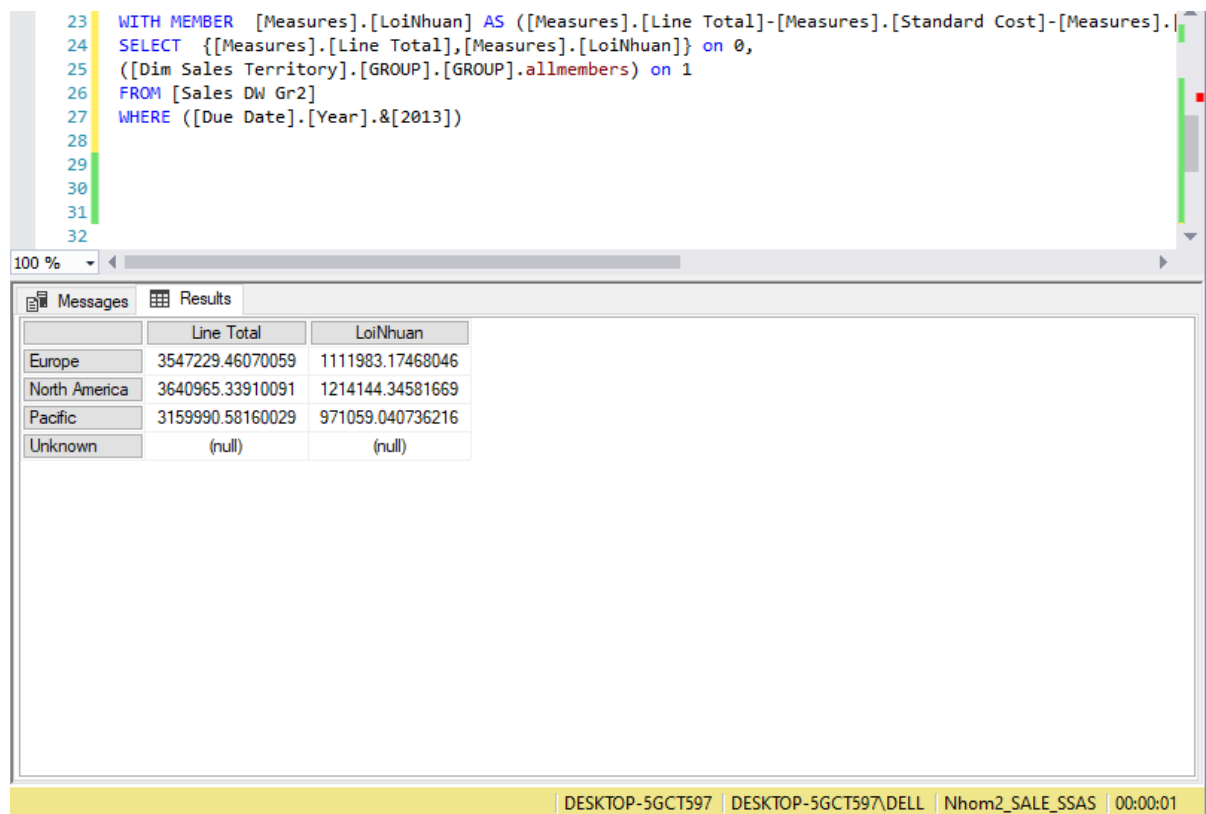 23 WITH MEMBER  [Measures].[LoiNhuan] AS ([Measures].[Line Total]-[Measures].[Standard Cost]-[Measures].[
24 SELECT  {[Measures].[Line Total],[Measures].[LoiNhuan]} on 0,
25 ([Dim Sales Territory].[GROUP].[GROUP].allmembers) on 1
26 FROM [Sales DW Gr2]
27 WHERE ([Due Date].[Year].&[2013])
28
29
30
31
32
100 %
Messages Results
Line Total LoiNhuan
Europe 3547229.46070059 1111983.17468046
North America 3640965.33910091 1214144.34581669
Pacific 3159990.58160029 971059.040736216
Unknown (null) (null)
DESKTOP-5GCT597 DESKTOP-5GCT597\DELL Nhom2_SALE_SSAS 00:00:01